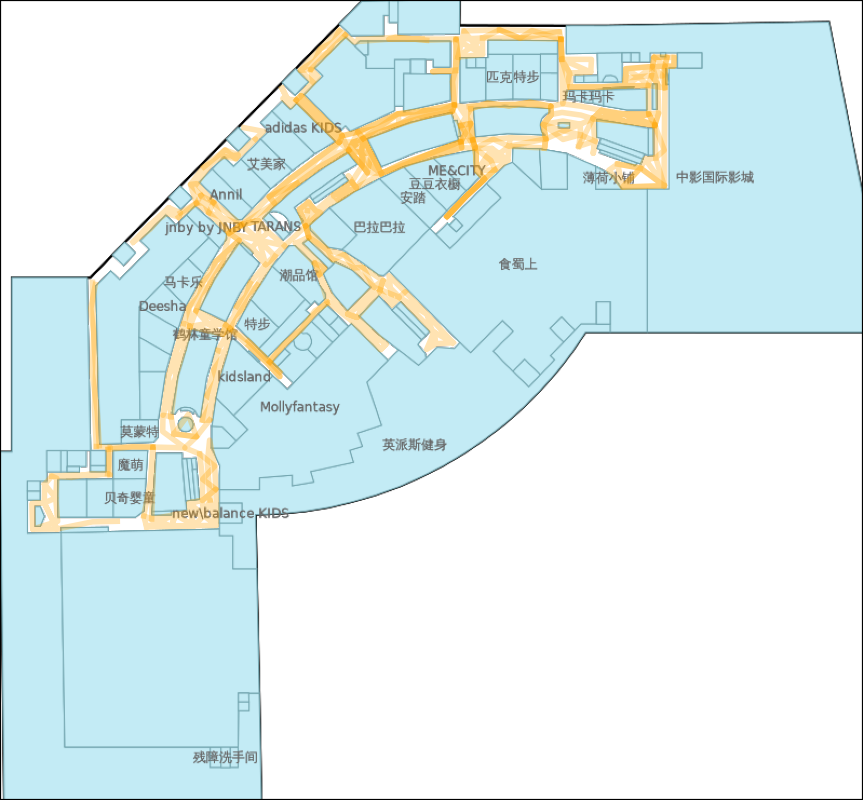 匹克特步
玛卡玛卡
adidas KIDS
艾美家
ME&CITY
豆豆衣橱
安踏
薄荷小铺
中影国际影城
Annil
jnby by JNBY
TARANS
巴拉巴拉
食蜀上
潮品馆
马卡乐
Deesha
特步
鹤林童学馆
kidsland
Mollyfantasy
莫蒙特
英派斯健身
魔萌
贝奇婴童
new\balance KIDS
残障洗手间